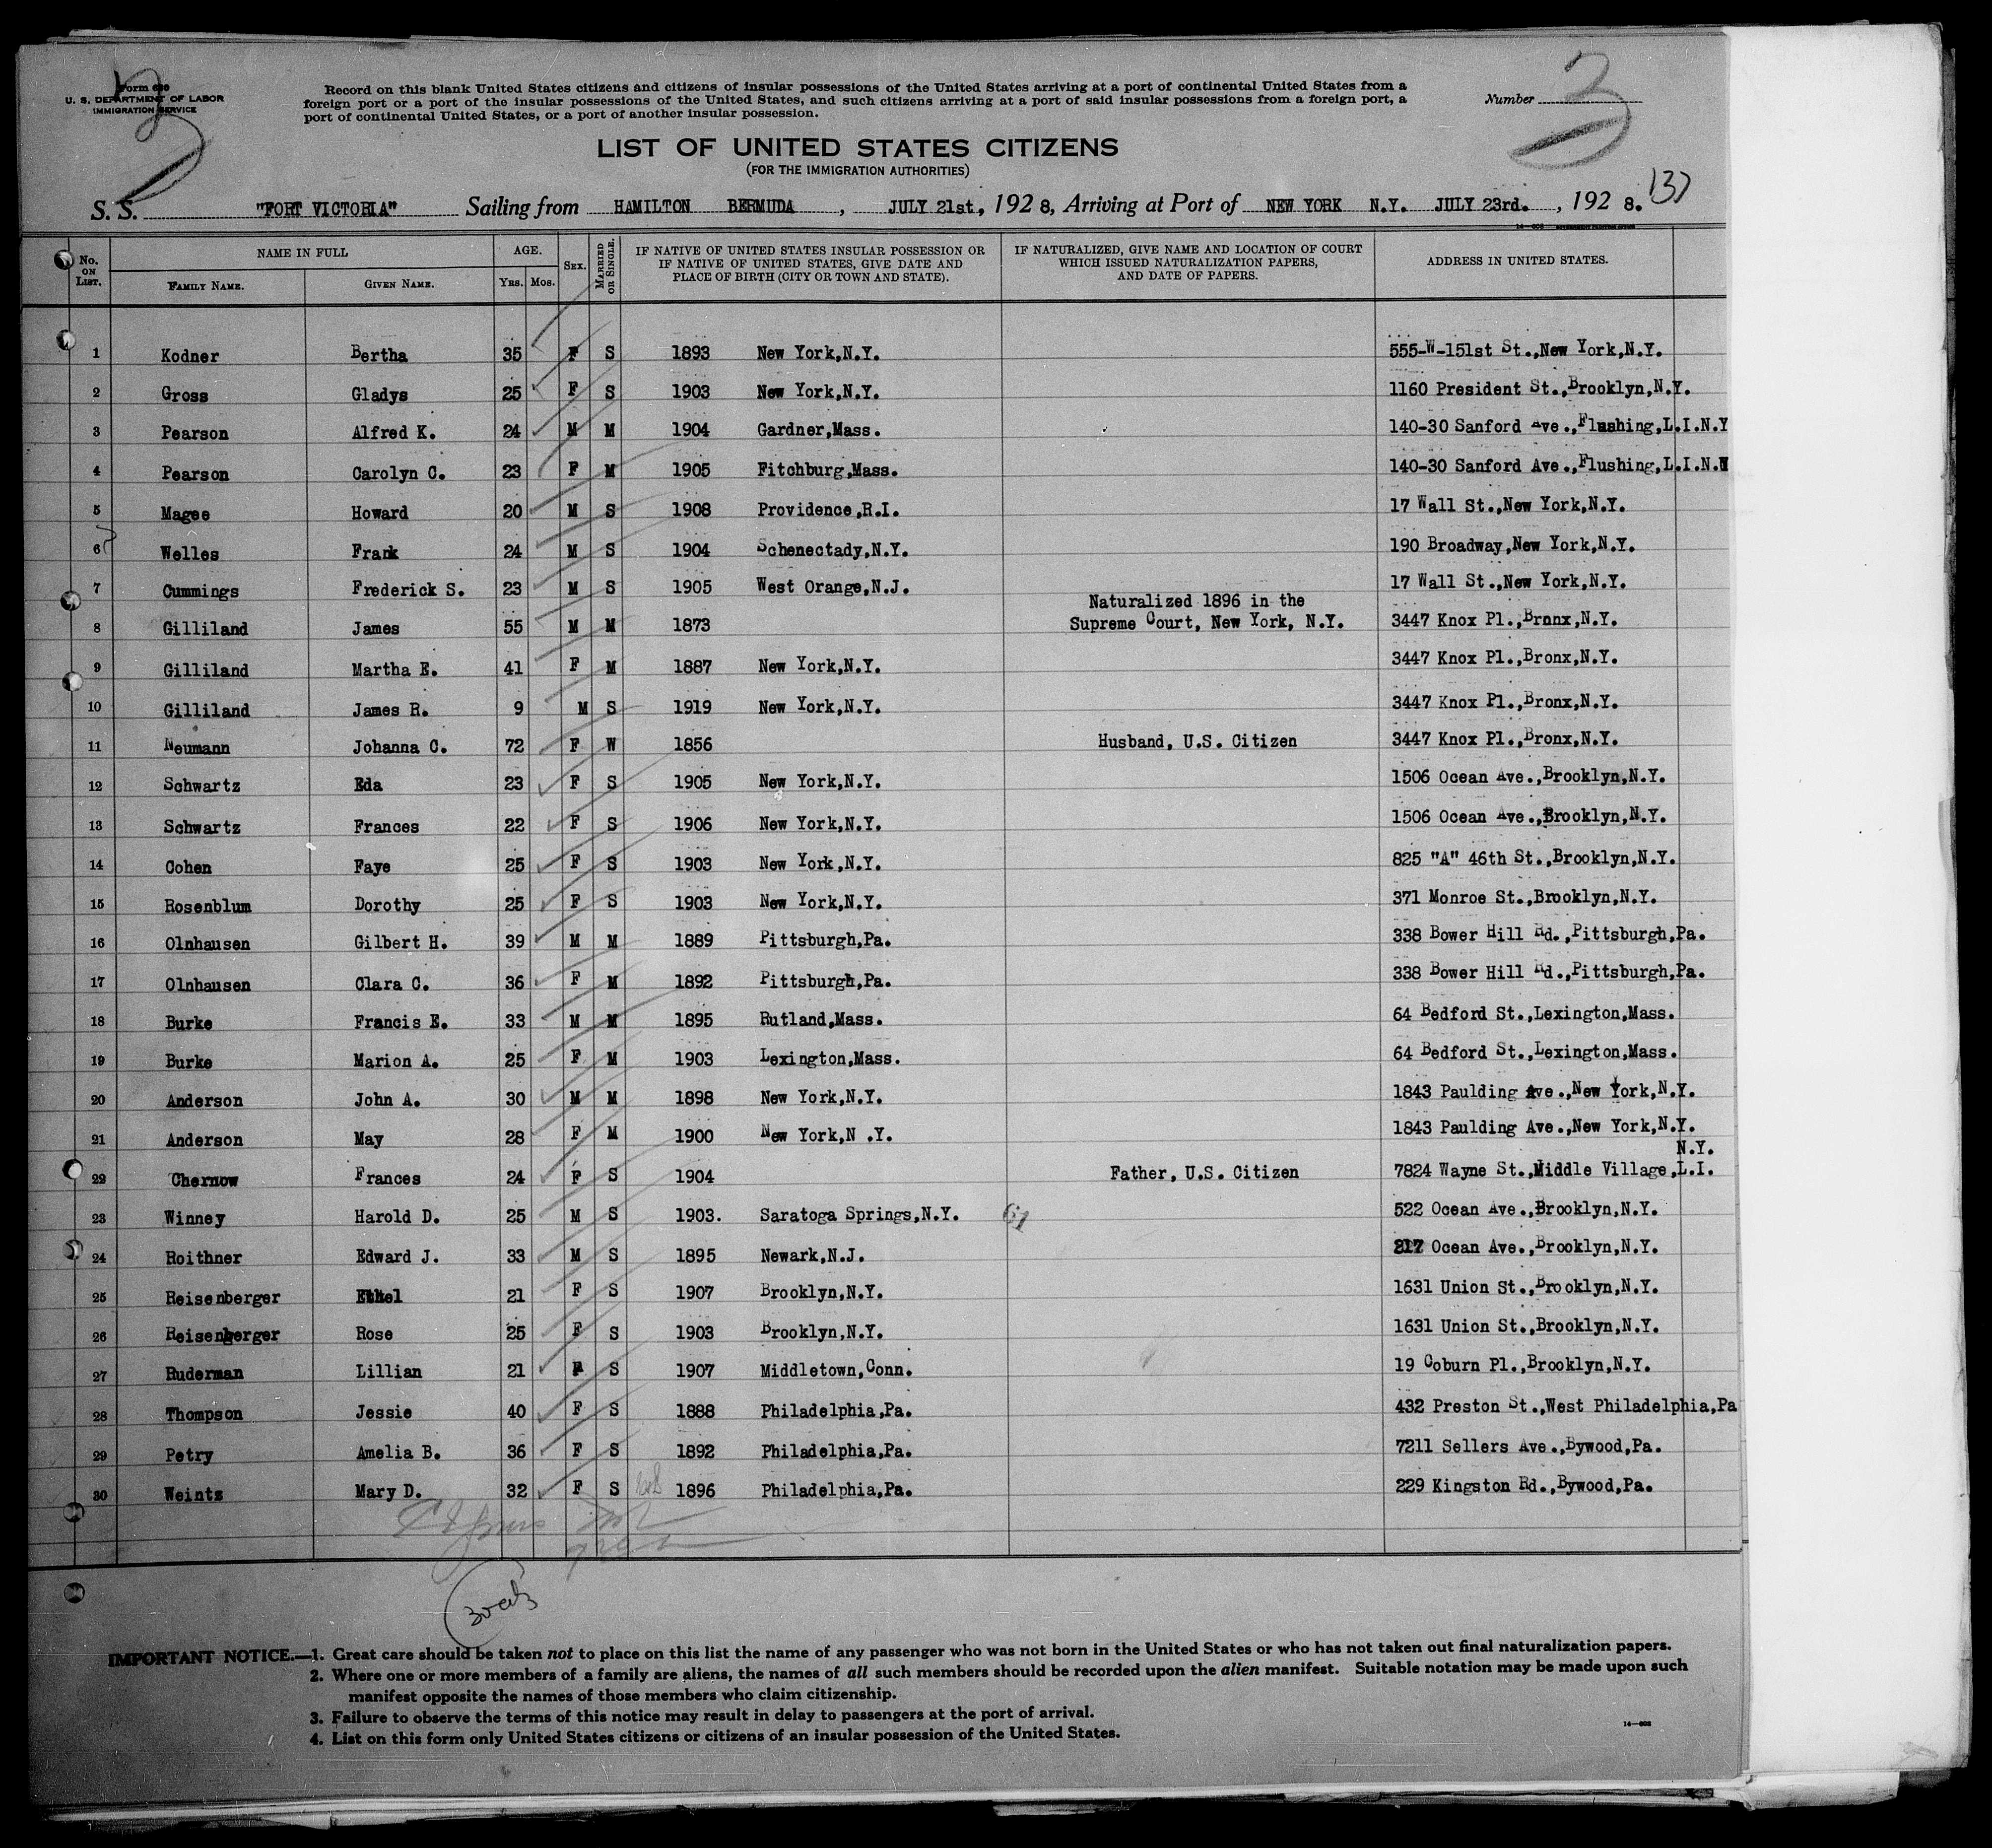 Form 630
U. S. DEPARTMENT OF LABOR
IMMIGRATION SERVICE
2
Record on this blank United States citizens and citizens of insular possessions of the United States arriving at a port of continental United States from a
foreign port or a port of the insular possessions of the United States, and such citizens arriving at a port of said insular possessions from a foreign port, a
port of continental United States, or a port of another insular possession.
Number 2
LIST OF UNITED STATES CITIZENS
(FOR THE IMMIGRATION AUTHORITIES)
S. S. "FORT VICTORIA" Sailing from HAMILTON BERMUDA, JULY 21st, 1928, Arriving at Port of NEW YORK N.Y. JULY 23rd., 1928.
No. ON LIST. NAME IN FULL AGE. SEX. MARRIED OR SINGLE. IF NATIVE OF UNITED STATES INSULAR POSSESSION OR IF NATIVE OF UNITED STATES, GIVE DATE AND PLACE OF BIRTH (CITY OR TOWN AND STATE). IF NATURALIZED, GIVE NAME AND LOCATION OF COURT WHICH ISSUED NATURALIZATION PAPERS, AND DATE OF PAPERS. ADDRESS IN UNITED STATES.
FAMILY NAME. GIVEN NAME. YRS. MOS.
1 Kodner Bertha 35 F S 1893 New York,N.Y. 555-W-151st St.,New York,N.Y.
2 Gross Gladys 25 F S 1903 New York,N.Y. 1160 President St.,Brooklyn,N.Y.
3 Pearson Alfred K. 24 M M 1904 Gardner,Mass. 140-30 Sanford Ave.,Flushing,L.I.N.Y
4 Pearson Carolyn C. 23 F M 1905 Fitchburg,Mass. 140-30 Sanford Ave.,Flushing,L.I.N.Y
5 Magee Howard 20 M S 1908 Providence,R.I. 17 Wall St.,New York,N.Y.
6 Welles Frank 24 M S 1904 Schenectady,N.Y. 190 Broadway,New York,N.Y.
7 Cummings Frederick S. 23 M S 1905 West Orange,N.J. 17 Wall St.,New York,N.Y.
Naturalized 1896 in the
8 Gilliland James 55 M M 1873 Supreme Court, New York, N.Y. 3447 Knox Pl.,Brnnx,N.Y.
9 Gilliland Martha E. 41 F M 1887 New York,N.Y. 3447 Knox Pl.,Bronx,N.Y.
10 Gilliland James R. 9 M S 1919 New York,N.Y. 3447 Knox Pl.,Bronx,N.Y.
11 Neumann Johanna C. 72 F W 1856 Husband, U.S. Citizen 3447 Knox Pl.,Bronx,N.Y.
12 Schwartz Eda 23 F S 1905 New York,N.Y. 1506 Ocean Ave.,Brooklyn,N.Y.
13 Schwartz Frances 22 F S 1906 New York,N.Y. 1506 Ocean Ave.,Brooklyn,N.Y.
14 Cohen Faye 25 F S 1903 New York,N.Y. 825 "A" 46th St.,Brooklyn,N.Y.
15 Rosenblum Dorothy 25 F S 1903 New York,N.Y. 371 Monroe St.,Brooklyn,N.Y.
16 Olnhausen Gilbert H. 39 M M 1889 Pittsburgh,Pa. 338 Bower Hill Rd.,Pittsburgh,Pa.
17 Olnhausen Clara C. 36 F M 1892 Pittsburgh,Pa. 338 Bower Hill Rd.,Pittsburgh,Pa.
18 Burke Francis E. 33 M M 1895 Rutland,Mass. 64 Bedford St.,Lexington,Mass.
19 Burke Marion A. 25 F M 1903 Lexington,Mass. 64 Bedford St.,Lexington,Mass.
20 Anderson John A. 30 M M 1898 New York,N.Y. 1843 Paulding Ave.,New York,N.Y.
21 Anderson May 28 F M 1900 New York,N .Y. 1843 Paulding Ave.,New York,N.Y.
N.Y.
22 Chernow Frances 24 F S 1904 Father, U.S. Citizen 7824 Wayne St.,Middle Village,L.I.
23 Winney Harold D. 25 M S 1903. Saratoga Springs,N.Y. 522 Ocean Ave.,Brooklyn,N.Y.
24 Roithner Edward J. 33 M S 1895 Newark,N.J. 217 Ocean Ave.,Brooklyn,N.Y.
25 Reisenberger Ethel 21 F S 1907 Brooklyn,N.Y. 1631 Union St.,Brooklyn,N.Y.
26 Reisenberger Rose 25 F S 1903 Brooklyn,N.Y. 1631 Union St.,Brooklyn,N.Y.
27 Ruderman Lillian 21 F S 1907 Middletown,Conn. 19 Coburn Pl.,Brooklyn,N.Y.
28 Thompson Jessie 40 F S 1888 Philadelphia,Pa. 432 Preston St.,West Philadelphia,Pa
29 Petry Amelia B. 36 F S 1892 Philadelphia,Pa. 7211 Sellers Ave.,Bywood,Pa.
30 Weintz Mary D. 32 F S 1896 Philadelphia,Pa. 229 Kingston Rd.,Bywood,Pa.
IMPORTANT NOTICE.—1. Great care should be taken not to place on this list the name of any passenger who was not born in the United States or who has not taken out final naturalization papers.
2. Where one or more members of a family are aliens, the names of all such members should be recorded upon the alien manifest. Suitable notation may be made upon such
manifest opposite the names of those members who claim citizenship.
3. Failure to observe the terms of this notice may result in delay to passengers at the port of arrival.
4. List on this form only United States citizens or citizens of an insular possession of the United States.